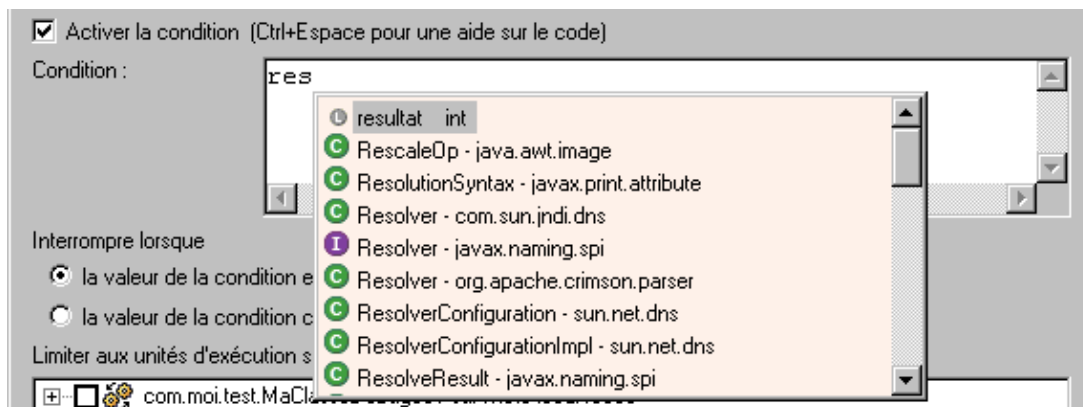 Activer la condition (Ctrl+Espace pour une aide sur le code)
Condition :
res
resultat int
RescaleOp - java.awt.image
ResolutionSyntax - javax.print.attribute
Resolver - com.sun.jndi.dns
Resolver - javax.naming.spi
Resolver - org.apache.crimson.parser
ResolverConfiguration - sun.net.dns
ResolverConfigurationImpl - sun.net.dns
ResolveResult - javax.naming.spi
Interrompre lorsque
la valeur de la condition e
la valeur de la condition c
Limiter aux unités d'exécution s
com.moi.test.MaCla